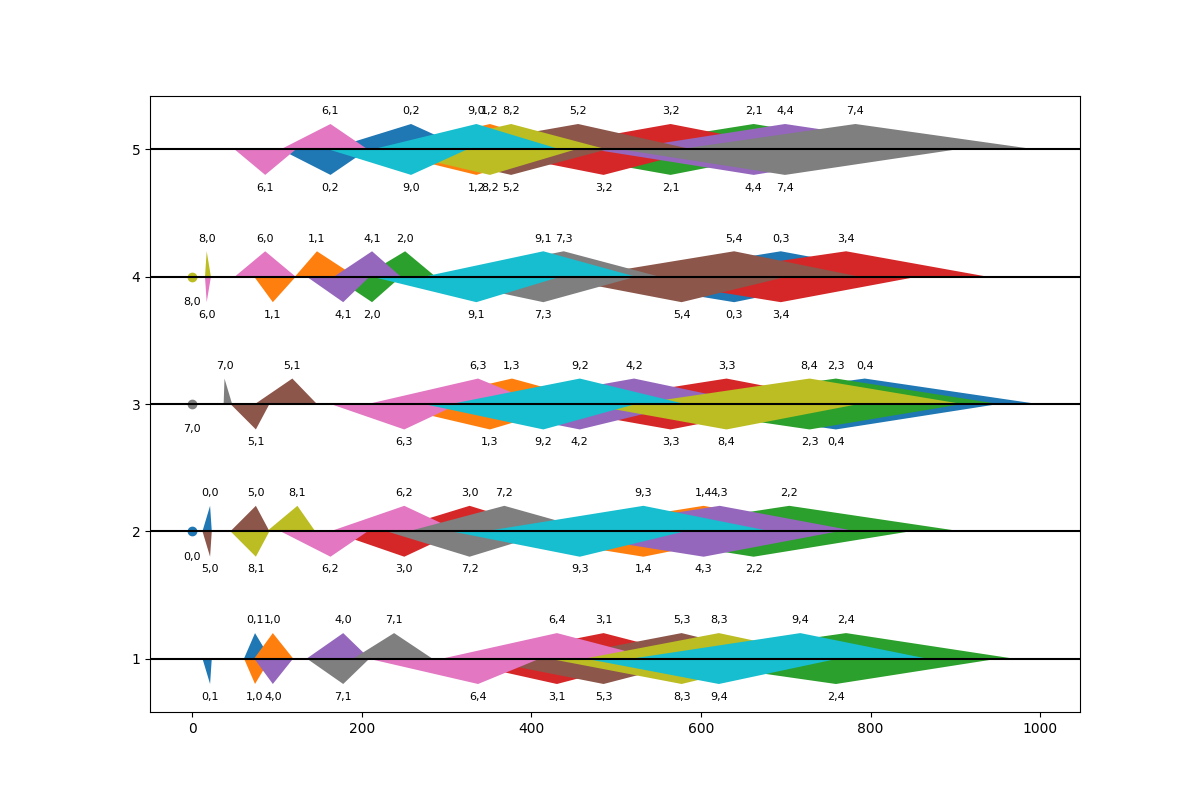 6,1 0,2 9,0 1,2 8,2 5,2 3,2 2,1 4,4 7,4
5
6,1 0,2 9,0 1,2 8,2 5,2 3,2 2,1 4,4 7,4
8,0 6,0 1,1 4,1 2,0 9,1 7,3 5,4 0,3 3,4
4
8,0 6,0 1,1 4,1 2,0 9,1 7,3 5,4 0,3 3,4
7,0 5,1 6,3 1,3 9,2 4,2 3,3 8,4 2,3 0,4
3
7,0 5,1 6,3 1,3 9,2 4,2 3,3 8,4 2,3 0,4
0,0 5,0 8,1 6,2 3,0 7,2 9,3 1,4 4,3 2,2
2
0,0 5,0 8,1 6,2 3,0 7,2 9,3 1,4 4,3 2,2
0,1 1,0 4,0 7,1 6,4 3,1 5,3 8,3 9,4 2,4
1
0,1 1,0 4,0 7,1 6,4 3,1 5,3 8,3 9,4 2,4
0 200 400 600 800 1000